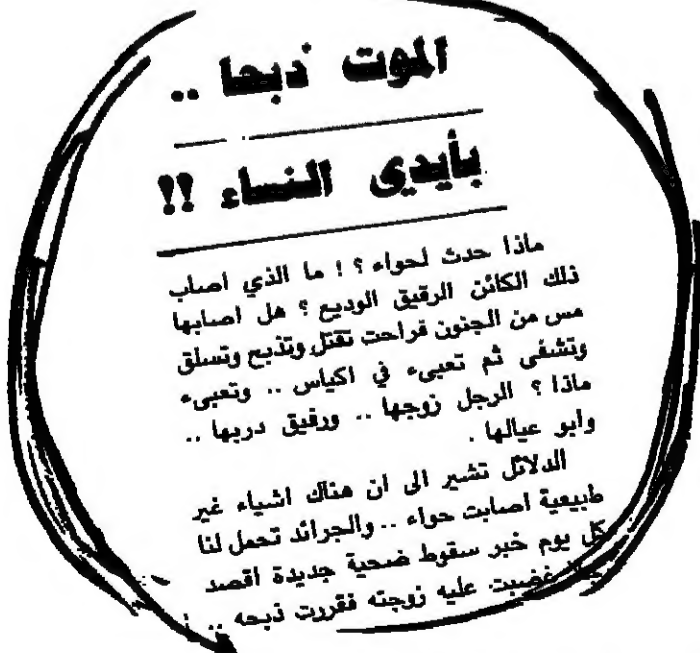 الموت ذبحا ..
بأيدى النساء !!
ماذا حدث لحواء ؟ ! ما الذي اصاب
ذلك الكائن الرقيق الوديع ؟ هل اصابها
مس من الجنون فراحت تقتل وتذبح وتسلق
وتشفى ثم تعبىء في اكياس .. وتعبىء
ماذا ؟ الرجل زوجها .. ورفيق دربها ..
وابو عيالها .
الدلائل تشير الى ان هناك اشياء غير
طبيعية اصابت حواء .. والجرائد تحمل لنا
كل يوم خبر سقوط ضحية جديدة اقصد
غضبت عليه زوجته فقررت ذبحه ..